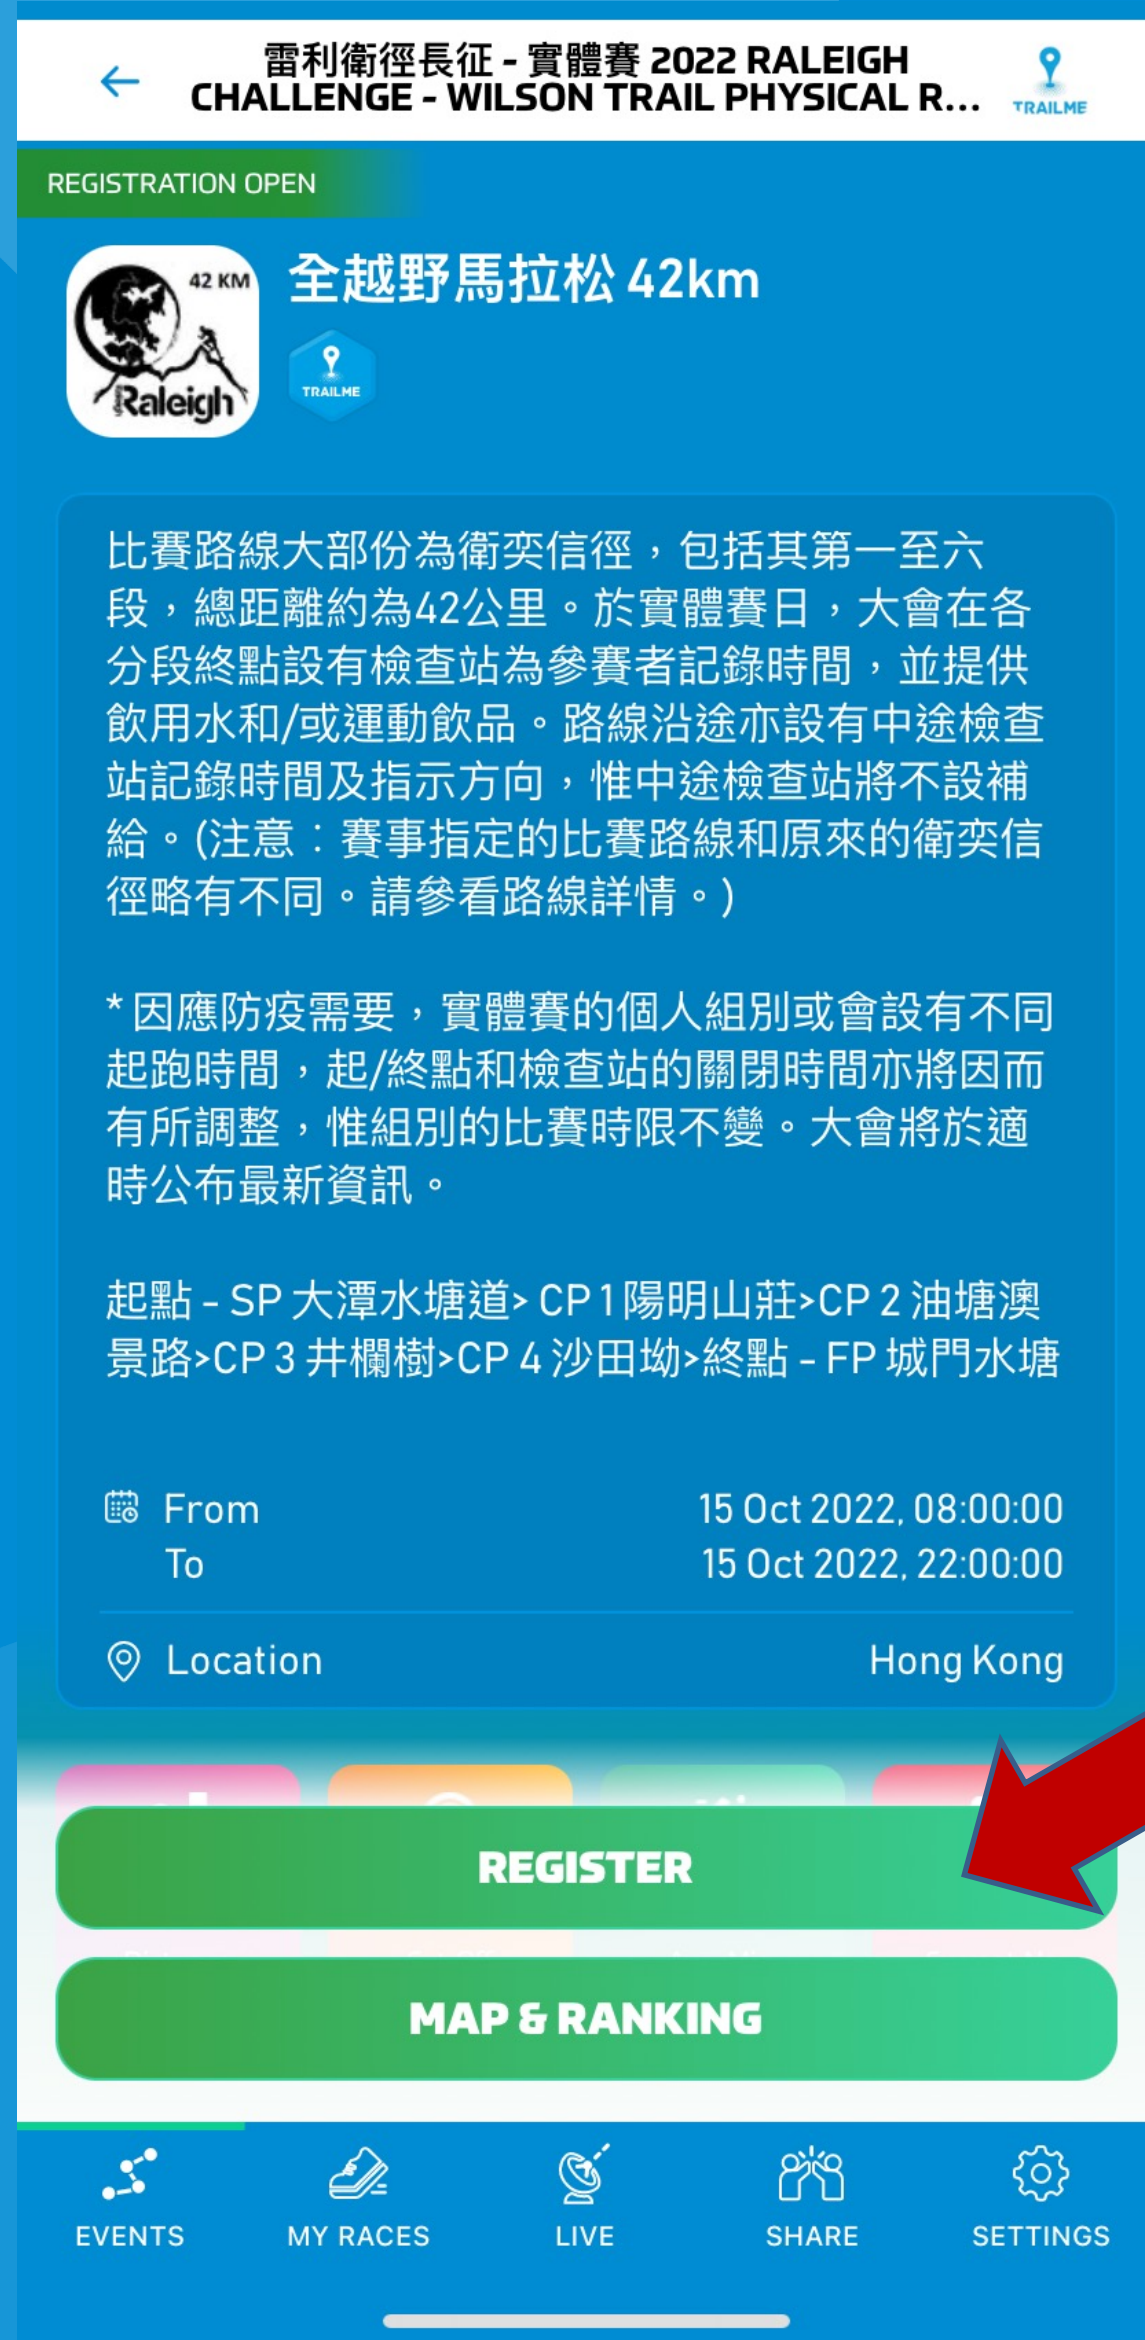 雷利衛徑長征 - 實體賽 2022 RALEIGH
CHALLENGE - WILSON TRAIL PHYSICAL R...
TRAILME
REGISTRATION OPEN
42 KM
Raleigh
全越野馬拉松 42km
TRAILME
比賽路線大部份為衛奕信徑，包括其第一至六
段，總距離約為42公里。於實體賽日，大會在各
分段終點設有檢查站為參賽者記錄時間，並提供
飲用水和/或運動飲品。路線沿途亦設有中途檢查
站記錄時間及指示方向，惟中途檢查站將不設補
給。(注意：賽事指定的比賽路線和原來的衛奕信
徑略有不同。請參看路線詳情。)
* 因應防疫需要，實體賽的個人組別或會設有不同
起跑時間，起/終點和檢查站的關閉時間亦將因而
有所調整，惟組別的比賽時限不變。大會將於適
時公布最新資訊。
起點 - SP 大潭水塘道> CP 1 陽明山莊>CP 2 油塘澳
景路>CP 3 井欄樹>CP 4 沙田坳>終點 - FP 城門水塘
From 15 Oct 2022, 08:00:00
To 15 Oct 2022, 22:00:00
Location Hong Kong
REGISTER
MAP & RANKING
EVENTS MY RACES LIVE SHARE SETTINGS